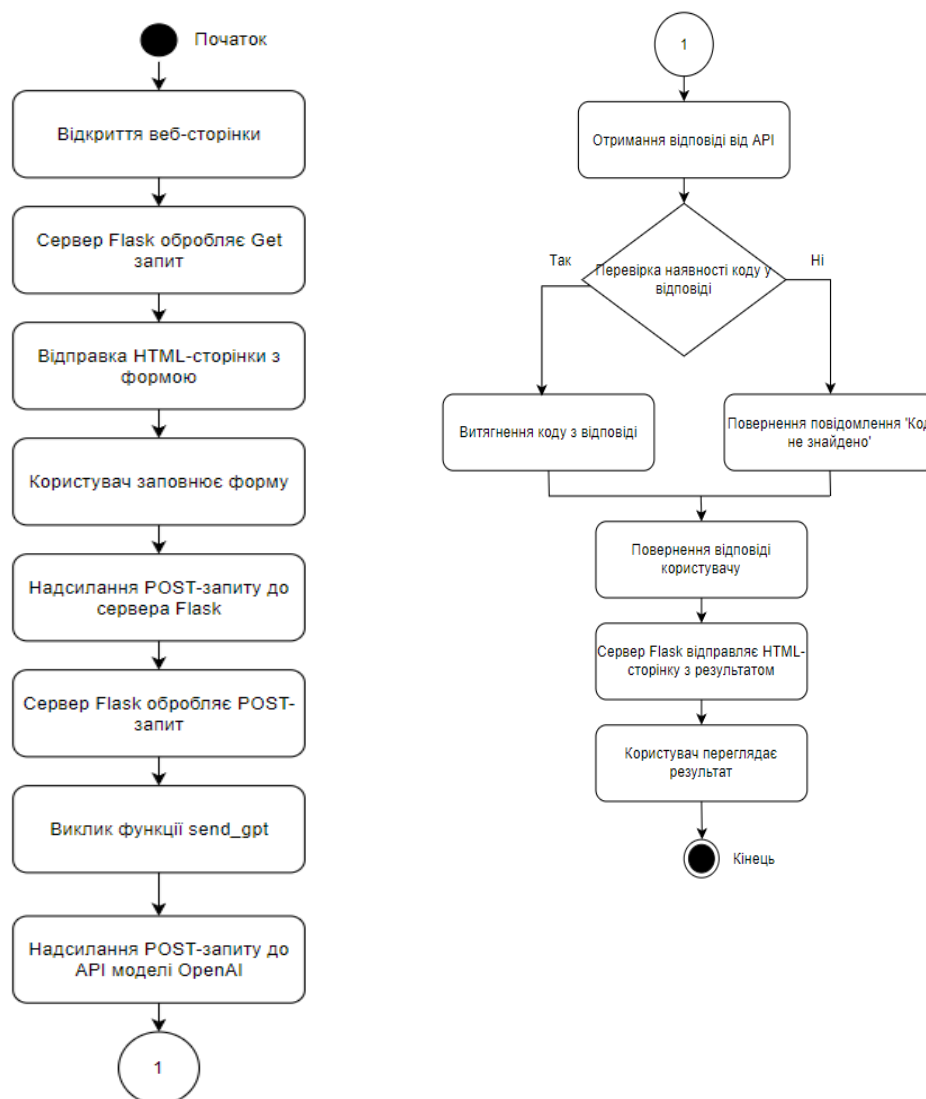 Початок
Відкриття веб-сторінки
Сервер Flask обробляє Get
запит
Відправка HTML-сторінки з
формою
Користувач заповнює форму
Надсилання POST-запиту до
сервера Flask
Сервер Flask обробляє POST-
запит
Виклик функції send_gpt
Надсилання POST-запиту до
API моделі OpenAI
1
1
Отримання відповіді від API
Так
Перевірка наявності коду у
відповіді
Ні
Витягнення коду з відповіді
Повернення повідомлення 'Код
не знайдено'
Повернення відповіді
користувачу
Сервер Flask відправляє HTML-
сторінку з результатом
Користувач переглядає
результат
Кінець